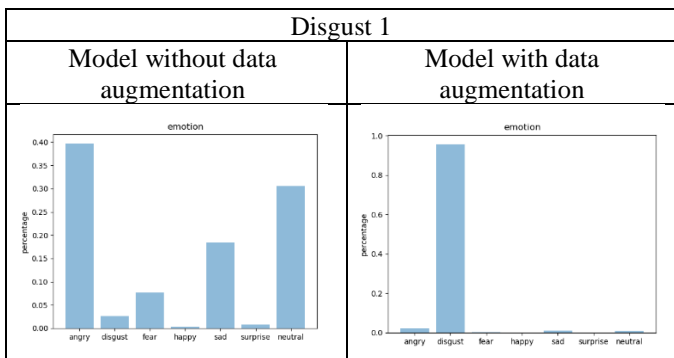 Disgust 1
Model without data
augmentation
Model with data
augmentation
emotion
percentage
0.40
0.35
0.30
0.25
0.20
0.15
0.10
0.05
0.00
angry disgust fear happy sad surprise neutral
emotion
percentage
1.0
0.8
0.6
0.4
0.2
0.0
angry disgust fear happy sad surprise neutral